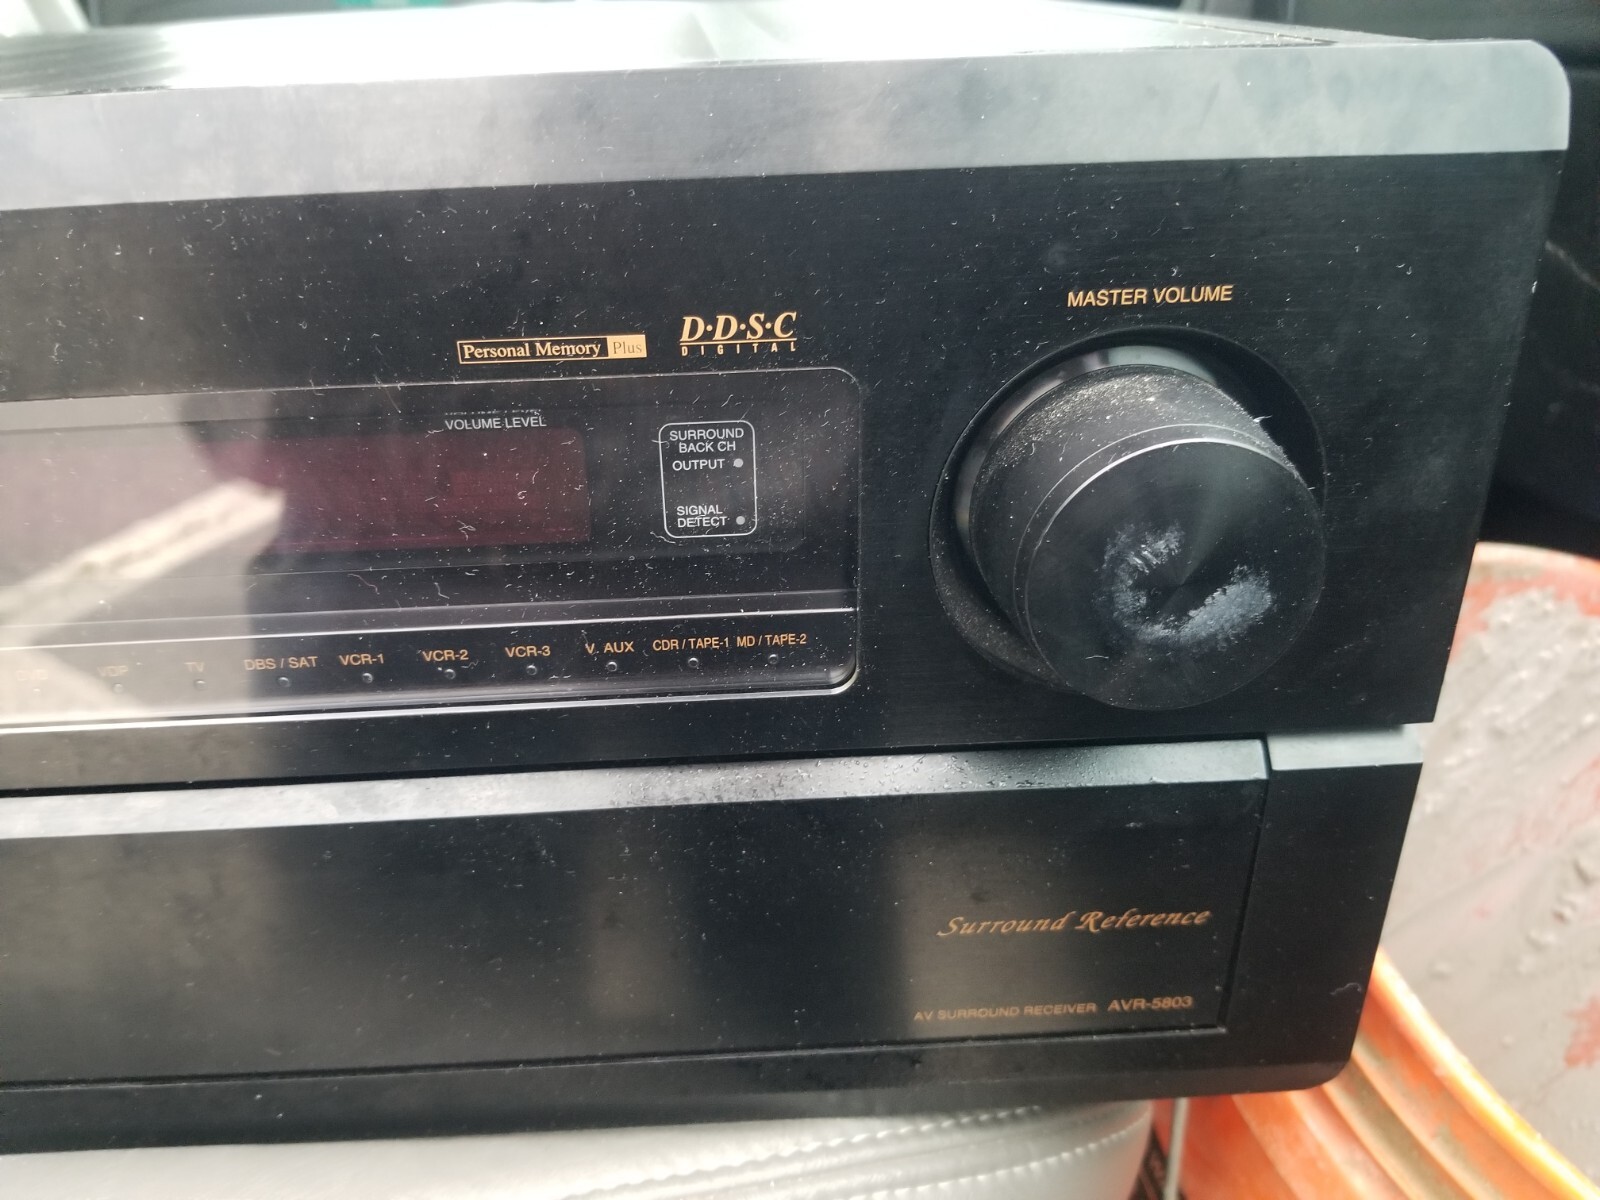 MASTER VOLUME
D·D·S·C
DIGITAL
Personal Memory Plus
VOLUME LEVEL
SURROUND
BACK CH
OUTPUT
SIGNAL
DETECT
VDP TV DBS / SAT VCR-1 VCR-2 VCR-3 V. AUX CDR / TAPE-1 MD / TAPE-2
Surround Reference
AV SURROUND RECEIVER AVR-5803